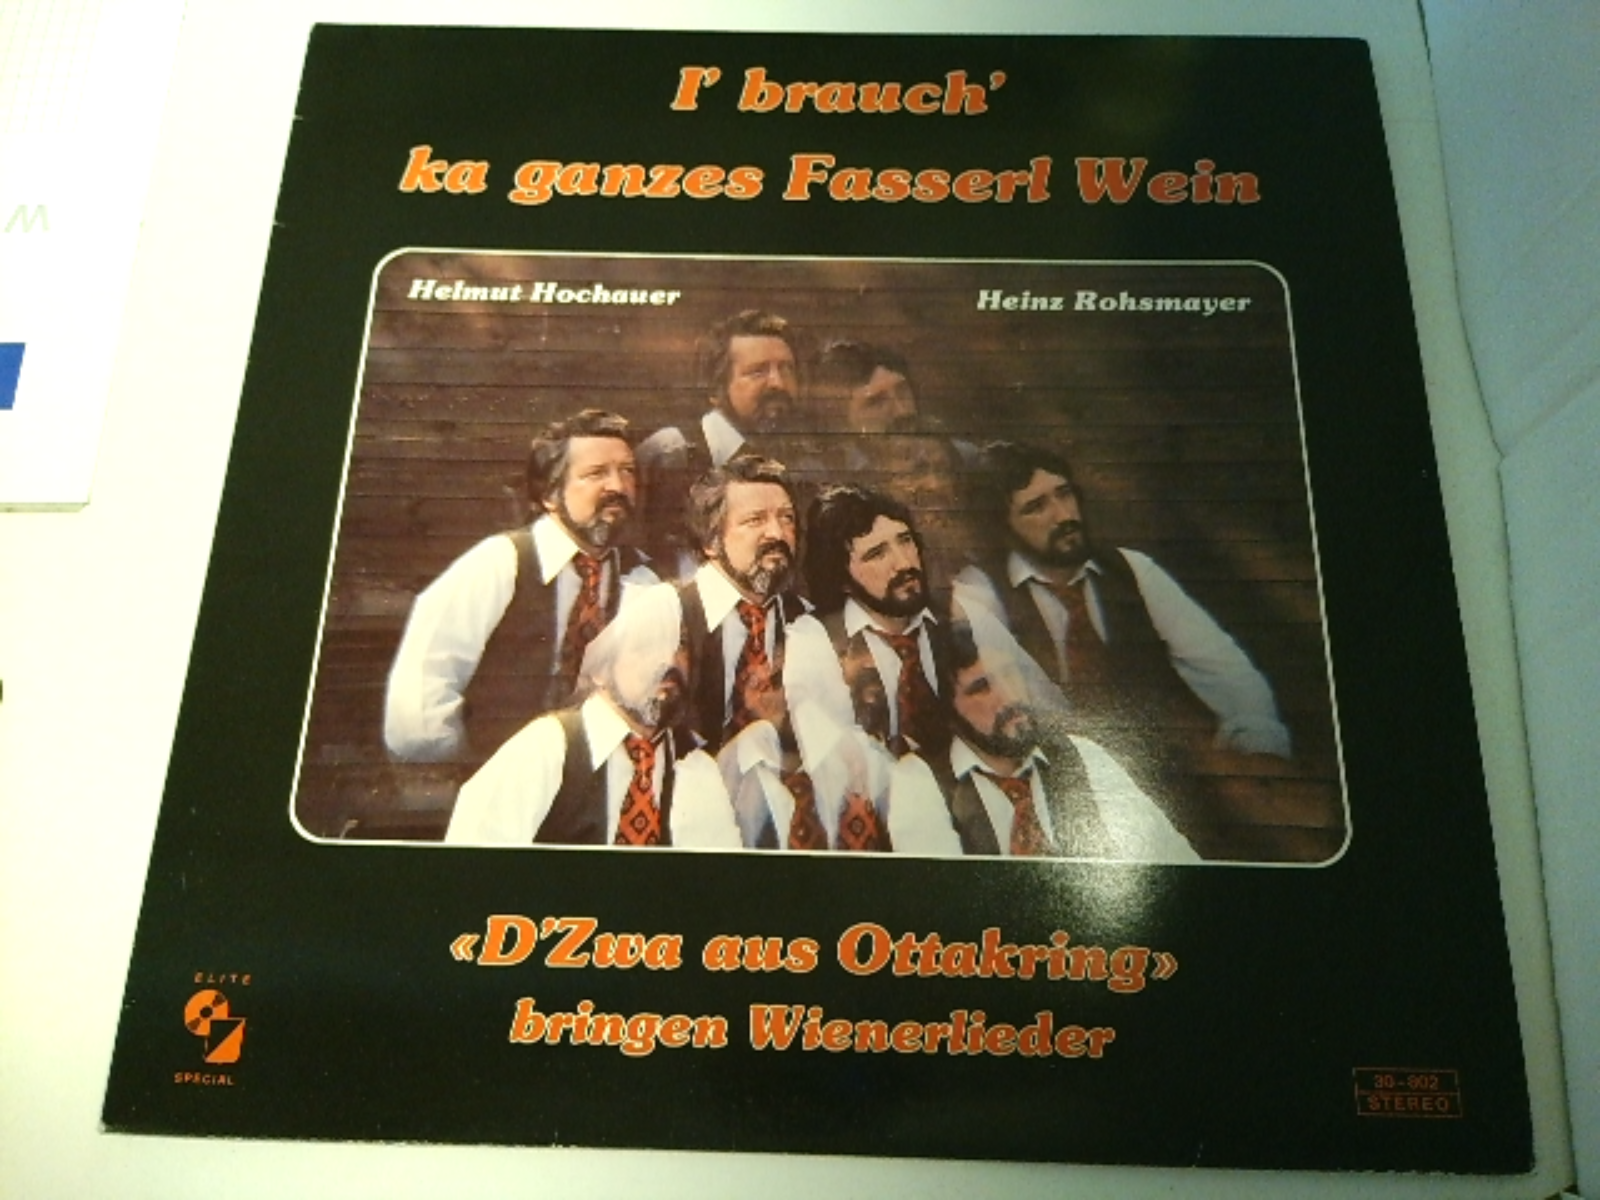 I' brauch'
ka ganzes Fasserl Wein
Helmut Hochauer
Heinz Rohsmayer
«D'Zwa aus Ottakring»
bringen Wienerlieder
ELITE
SPECIAL
30-802
STEREO
W